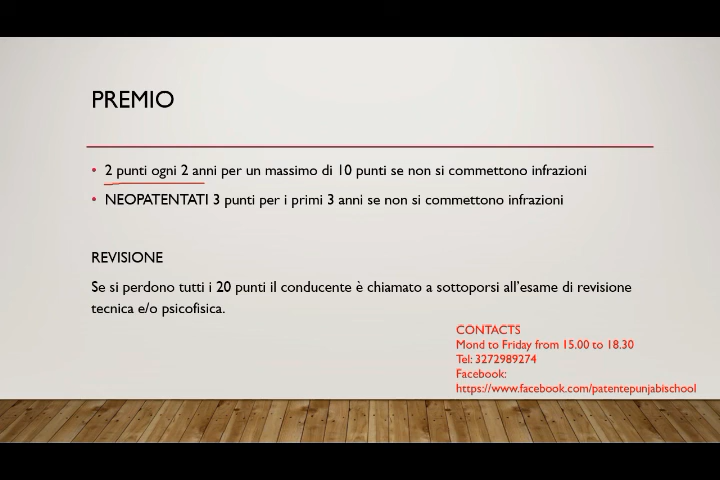 PREMIO
• 2 punti ogni 2 anni per un massimo di 10 punti se non si commettono infrazioni
• NEOPATENTATI 3 punti per i primi 3 anni se non si commettono infrazioni
REVISIONE
Se si perdono tutti i 20 punti il conducente è chiamato a sottoporsi all'esame di revisione
tecnica e/o psicofisica.
CONTACTS
Mond to Friday from 15.00 to 18.30
Tel: 3272989274
Facebook:
https://www.facebook.com/patentepunjabischool